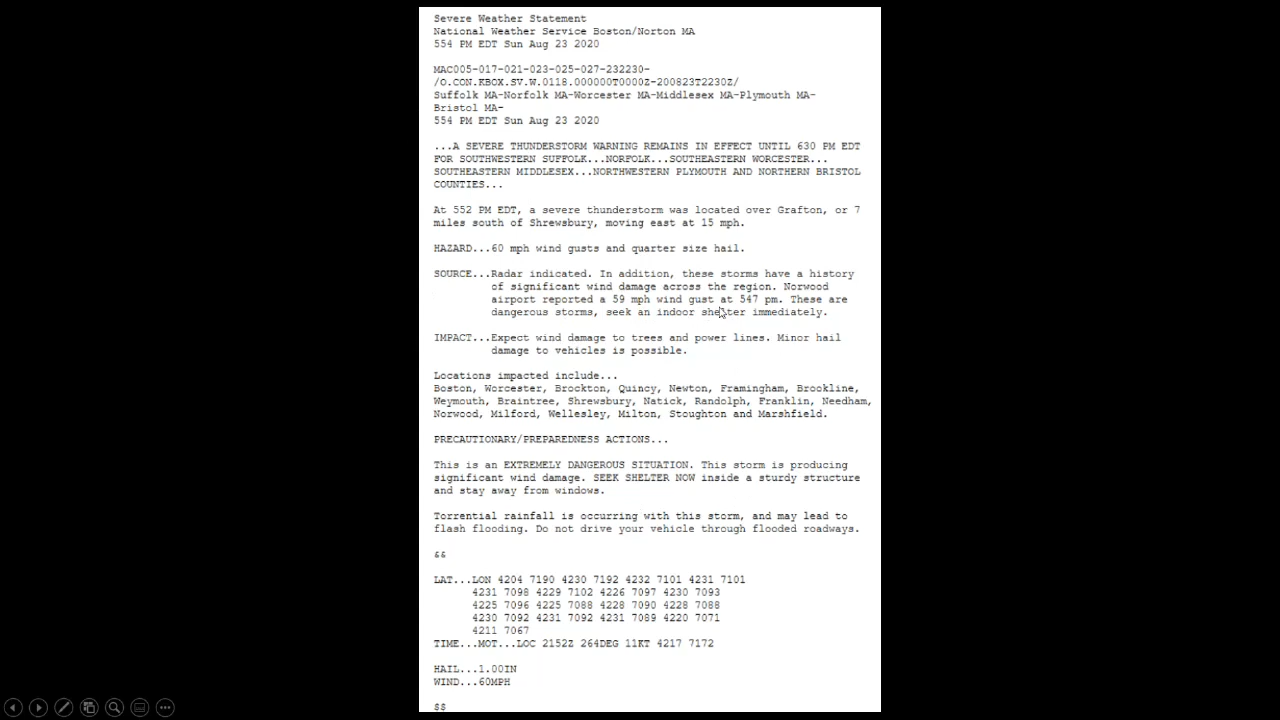 Severe Weather Statement
National Weather Service Boston/Norton MA
554 PM EDT Sun Aug 23 2020
MAC005-017-021-023-025-027-232230-
/O.CON.KBOX.SV.W.0118.000000T0000Z-200823T2230Z/
Suffolk MA-Norfolk MA-Worcester MA-Middlesex MA-Plymouth MA-
Bristol MA-
554 PM EDT Sun Aug 23 2020
...A SEVERE THUNDERSTORM WARNING REMAINS IN EFFECT UNTIL 630 PM EDT
FOR SOUTHWESTERN SUFFOLK...NORFOLK...SOUTHEASTERN WORCESTER...
SOUTHEASTERN MIDDLESEX...NORTHWESTERN PLYMOUTH AND NORTHERN BRISTOL
COUNTIES...
At 552 PM EDT, a severe thunderstorm was located over Grafton, or 7
miles south of Shrewsbury, moving east at 15 mph.
HAZARD...60 mph wind gusts and quarter size hail.
SOURCE...Radar indicated. In addition, these storms have a history
of significant wind damage across the region. Norwood
airport reported a 59 mph wind gust at 547 pm. These are
dangerous storms, seek an indoor shelter immediately.
IMPACT...Expect wind damage to trees and power lines. Minor hail
damage to vehicles is possible.
Locations impacted include...
Boston, Worcester, Brockton, Quincy, Newton, Framingham, Brookline,
Weymouth, Braintree, Shrewsbury, Natick, Randolph, Franklin, Needham,
Norwood, Milford, Wellesley, Milton, Stoughton and Marshfield.
PRECAUTIONARY/PREPAREDNESS ACTIONS...
This is an EXTREMELY DANGEROUS SITUATION. This storm is producing
significant wind damage. SEEK SHELTER NOW inside a sturdy structure
and stay away from windows.
Torrential rainfall is occurring with this storm, and may lead to
flash flooding. Do not drive your vehicle through flooded roadways.
&&
LAT...LON 4204 7190 4230 7192 4232 7101 4231 7101
4231 7098 4229 7102 4226 7097 4230 7093
4225 7096 4225 7088 4228 7090 4228 7088
4230 7092 4231 7092 4231 7089 4220 7071
4211 7067
TIME...MOT...LOC 2152Z 264DEG 11KT 4217 7172
HAIL...1.00IN
WIND...60MPH
$$